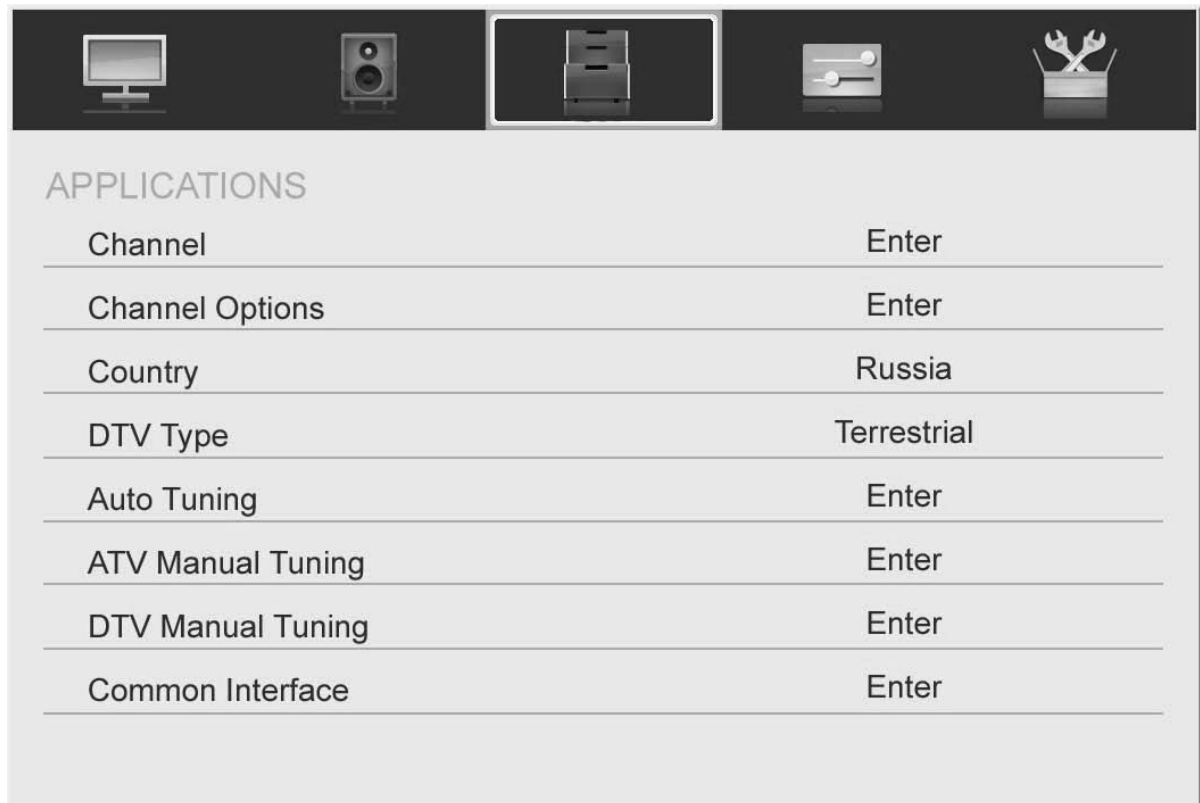 APPLICATIONS
Channel Enter
Channel Options Enter
Country Russia
DTV Type Terrestrial
Auto Tuning Enter
ATV Manual Tuning Enter
DTV Manual Tuning Enter
Common Interface Enter